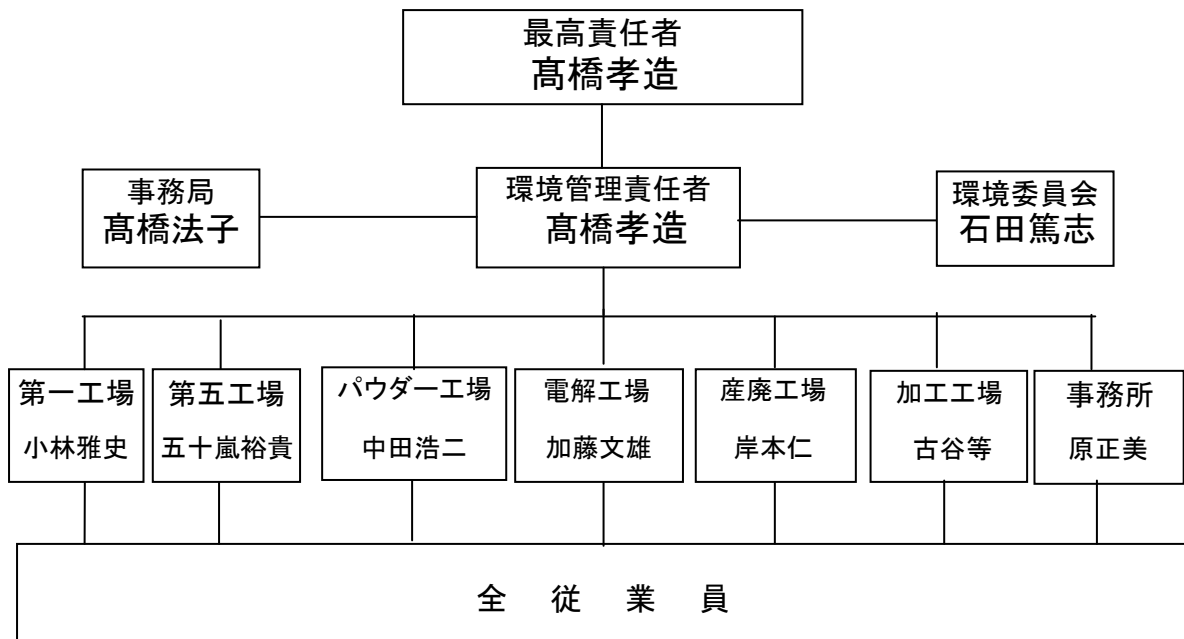 最高責任者
髙橋孝造
事務局
髙橋法子
環境管理責任者
髙橋孝造
環境委員会
石田篤志
第一工場
小林雅史
第五工場
五十嵐裕貴
パウダー工場
中田浩二
電解工場
加藤文雄
産廃工場
岸本仁
加工工場
古谷等
事務所
原正美
全 従 業 員